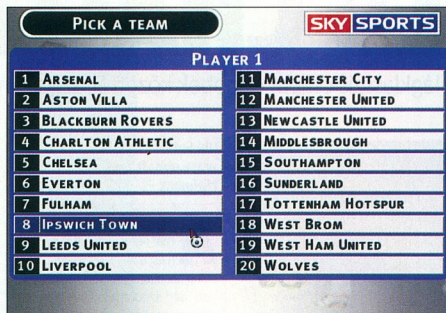 PICK A TEAM
SKY SPORTS
PLAYER 1
1 ARSENAL
2 ASTON VILLA
3 BLACKBURN ROVERS
4 CHARLTON ATHLETIC
5 CHELSEA
6 EVERTON
7 FULHAM
8 IPSWICH TOWN
9 LEEDS UNITED
10 LIVERPOOL
11 MANCHESTER CITY
12 MANCHESTER UNITED
13 NEWCASTLE UNITED
14 MIDDLESBROUGH
15 SOUTHAMPTON
16 SUNDERLAND
17 TOTTENHAM HOTSPUR
18 WEST BROM
19 WEST HAM UNITED
20 WOLVES